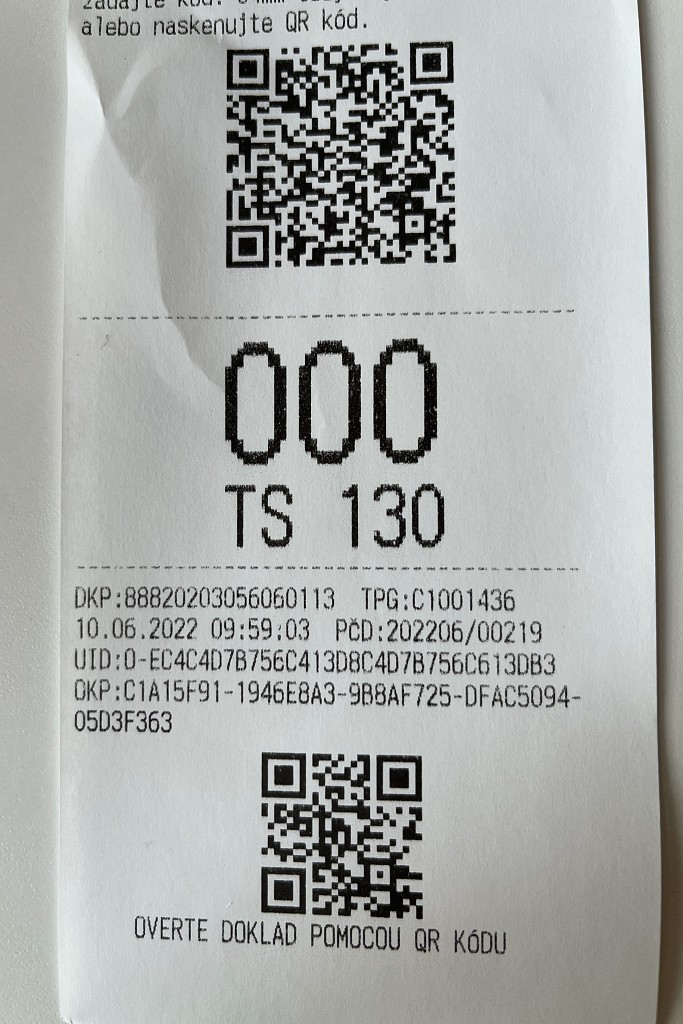 alebo naskenujte QR kód.
000
TS 130
DKP:88820203056060113 TPG:C1001436
10.06.2022 09:59:03 PČD:202206/00219
UID:O-EC4C4D7B756C413D8C4D7B756C613DB3
OKP:C1A15F91-1946E8A3-9B8AF725-DFAC5094-
05D3F363
OVERTE DOKLAD POMOCOU QR KÓDU